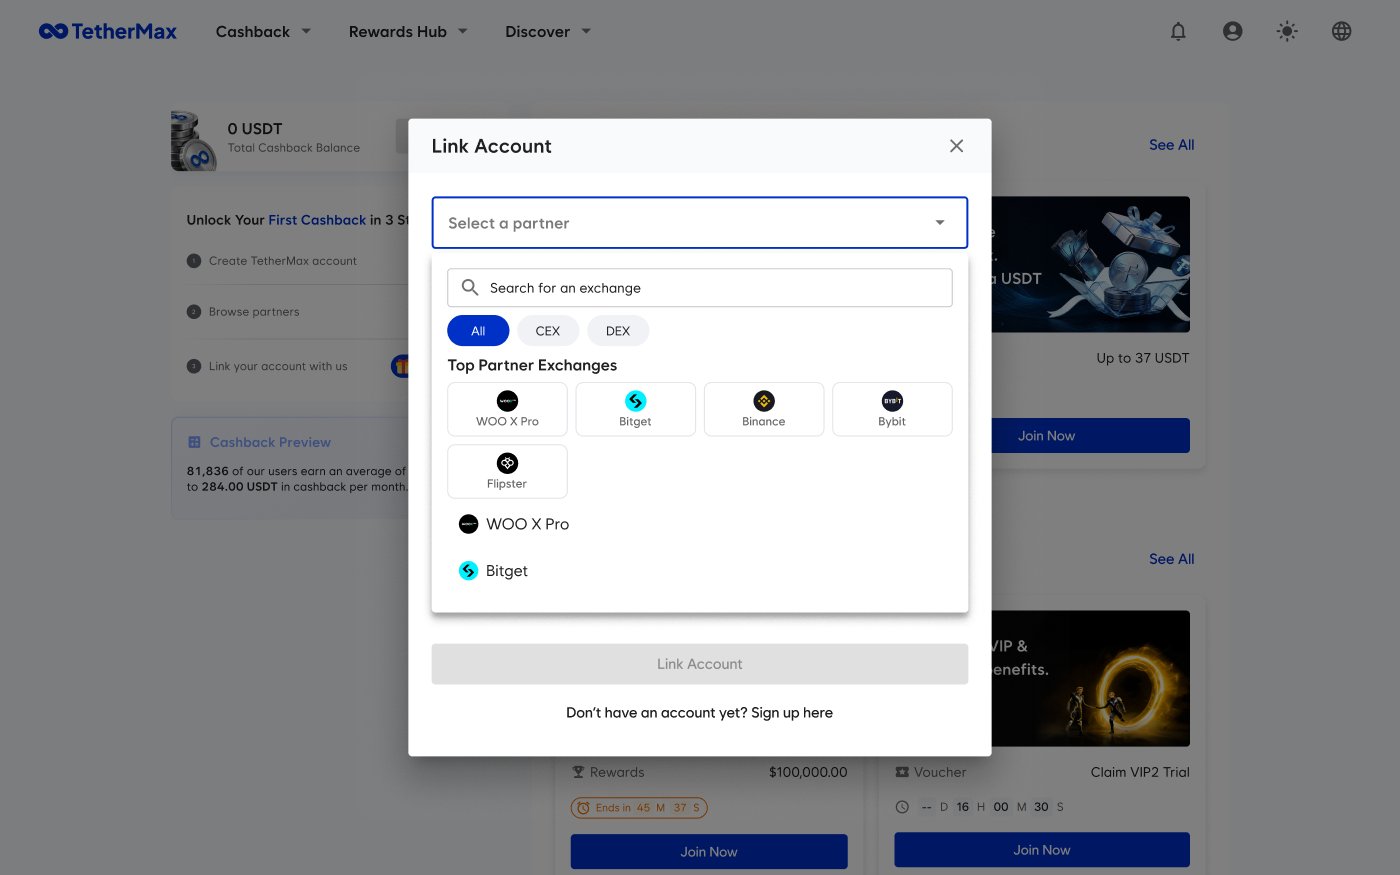 TetherMax
Cashback
Rewards Hub
Discover
0 USDT
Total Cashback Balance
Unlock Your First Cashback in 3 St
1 Create TetherMax account
2 Browse partners
3 Link your account with us
Cashback Preview
81,836 of our users earn an average of
to 284.00 USDT in cashback per month.
Link Account
Select a partner
Search for an exchange
All
CEX
DEX
Top Partner Exchanges
WOO X Pro
Bitget
Binance
BYBIT
Bybit
Flipster
WOO X Pro
Bitget
Link Account
Don't have an account yet? Sign up here
See All
USDT
Up to 37 USDT
Join Now
See All
VIP &
enefits.
Rewards
$100,000.00
Ends in 45 M 37 S
Join Now
Voucher
Claim VIP2 Trial
-- D 16 H 00 M 30 S
Join Now